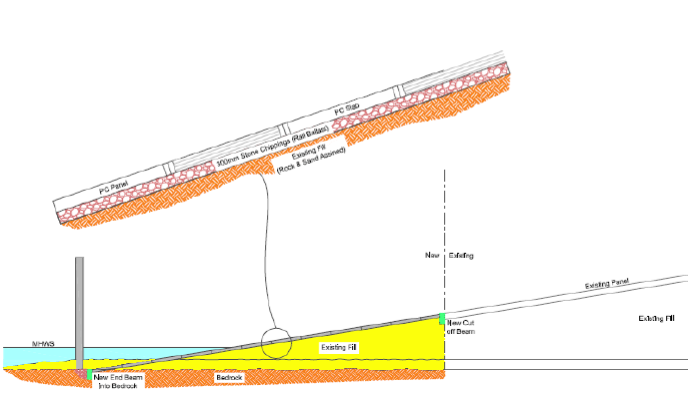 PC Slab
100mm Stone Chippings (Rail Ballast)
Existing Fill
(Rock & Sand Assined)
PC Panel
New Existing
Existing Panel
Existing Fill
New Cut
off Beam
MHWS
Existing Fill
New End Beam
Into Bedrock
Bedrock